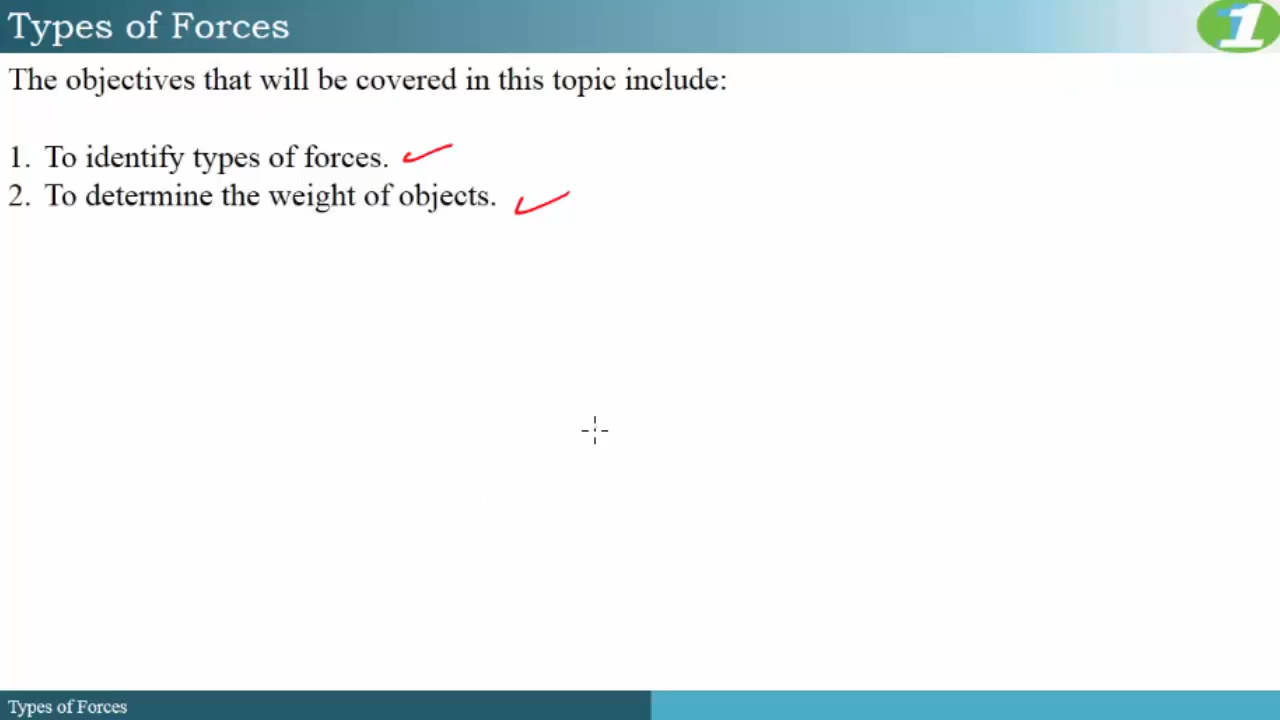 Types of Forces
1
The objectives that will be covered in this topic include:
1. To identify types of forces.
2. To determine the weight of objects.
Types of Forces